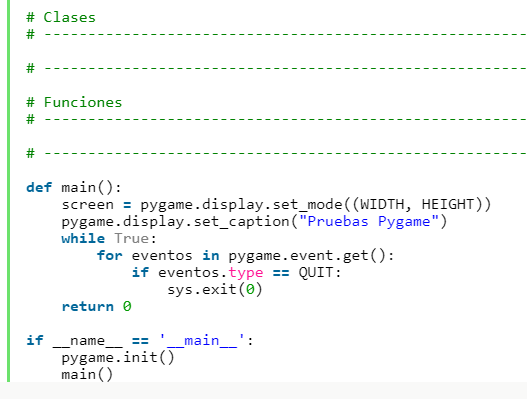 # Clases
# -------------------------------------------------------
# -------------------------------------------------------
# Funciones
# -------------------------------------------------------
# -------------------------------------------------------
def main():
    screen = pygame.display.set_mode((WIDTH, HEIGHT))
    pygame.display.set_caption("Pruebas Pygame")
    while True:
        for eventos in pygame.event.get():
            if eventos.type == QUIT:
                sys.exit(0)
    return 0
if __name__ == '__main__':
    pygame.init()
    main()